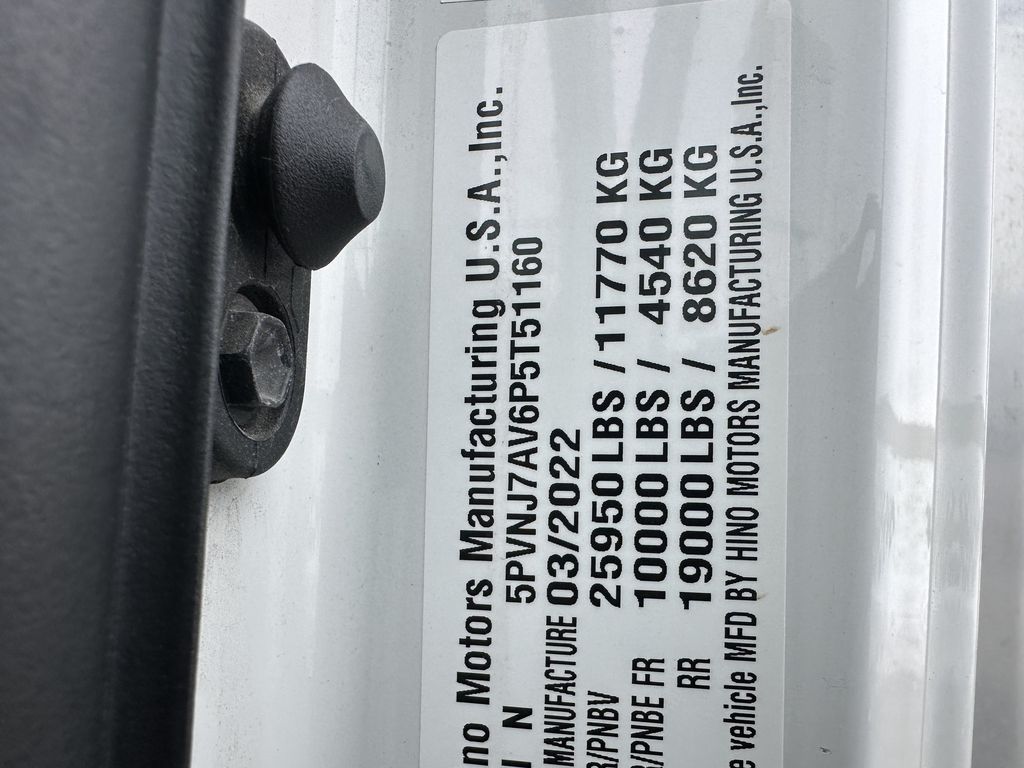 no Motors Manufacturing U.S.A.,Inc.
I N 5PVNJ7AV6P5T51160
MANUFACTURE 03/2022
R/PNBV 25950 LBS / 11770 KG
R/PNBE FR 10000 LBS / 4540 KG
RR 19000 LBS / 8620 KG
e vehicle MFD BY HINO MOTORS MANUFACTURING U.S.A.,Inc.